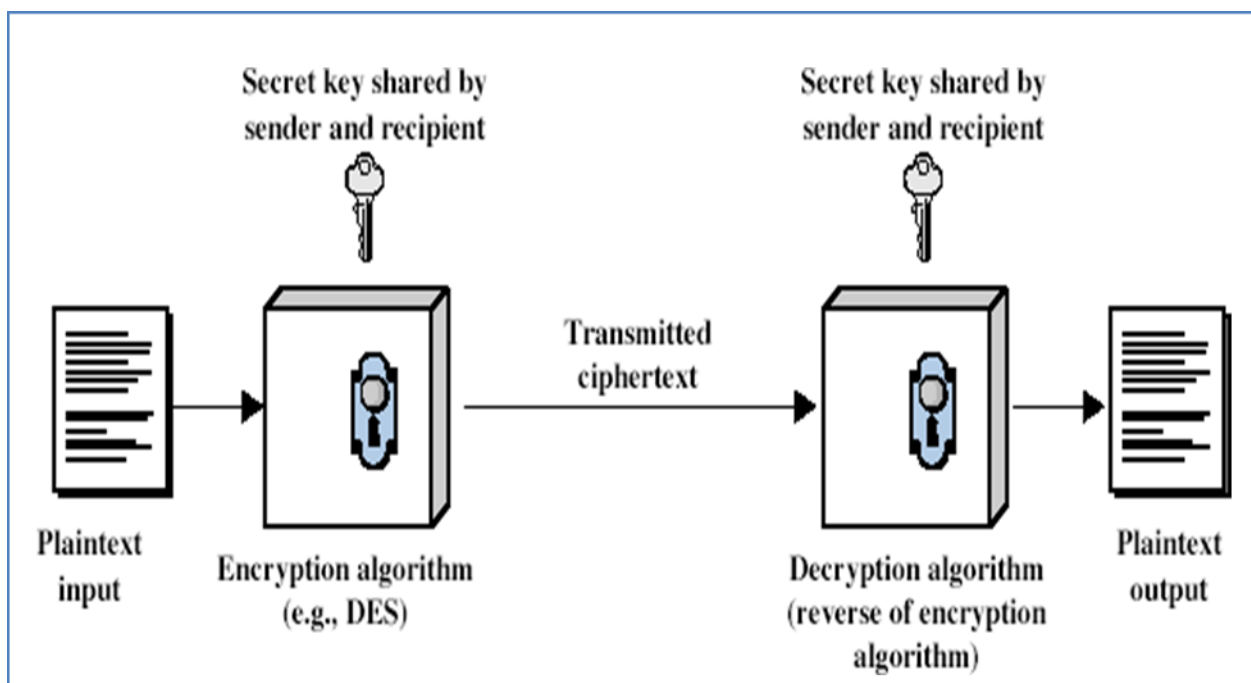 Secret key shared by
sender and recipient
Secret key shared by
sender and recipient
Transmitted
ciphertext
Plaintext
input
Encryption algorithm
(e.g., DES)
Decryption algorithm
(reverse of encryption
algorithm)
Plaintext
output